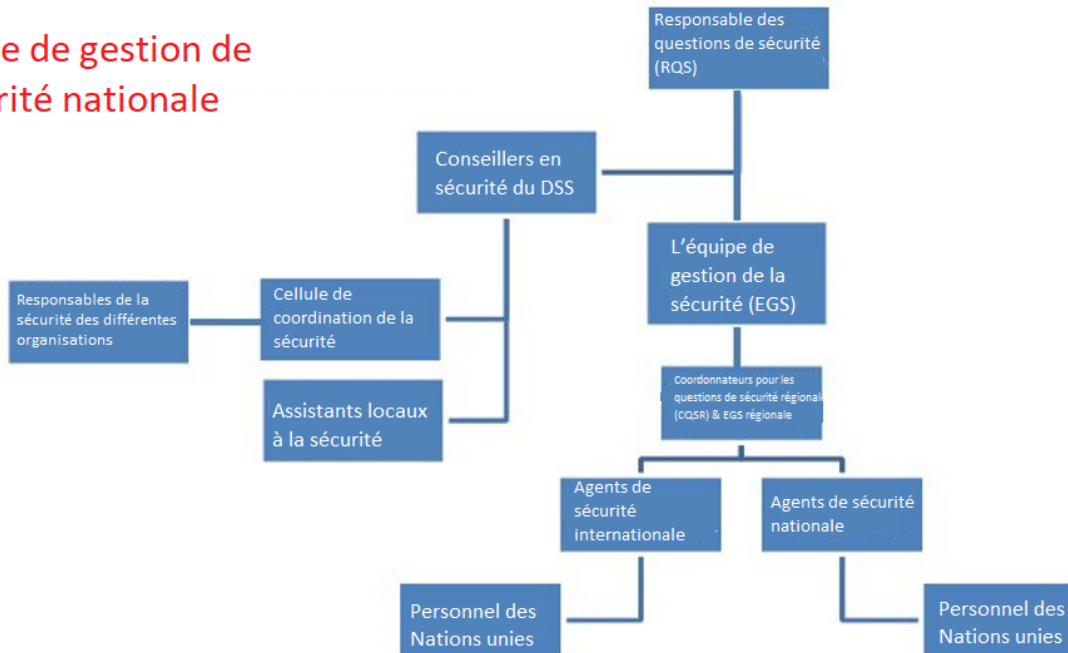 e de gestion de
rité nationale
Responsable des
questions de sécurité
(RQS)
Conseillers en
sécurité du DSS
L'équipe de
gestion de la
sécurité (EGS)
Responsables de la
sécurité des différentes
organisations
Cellule de
coordination de la
sécurité
Assistants locaux
à la sécurité
Coordonnateurs pour les
questions de sécurité régional
(CQSR) & EGS régionale
Agents de
sécurité
internationale
Agents de sécurité
nationale
Personnel des
Nations unies
Personnel des
Nations unies